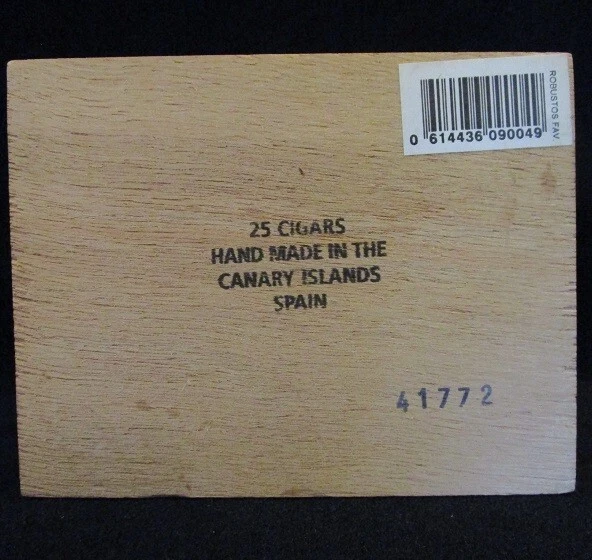 ROBUSTOS FAV
0 614436 090049
25 CIGARS
HAND MADE IN THE
CANARY ISLANDS
SPAIN
41772